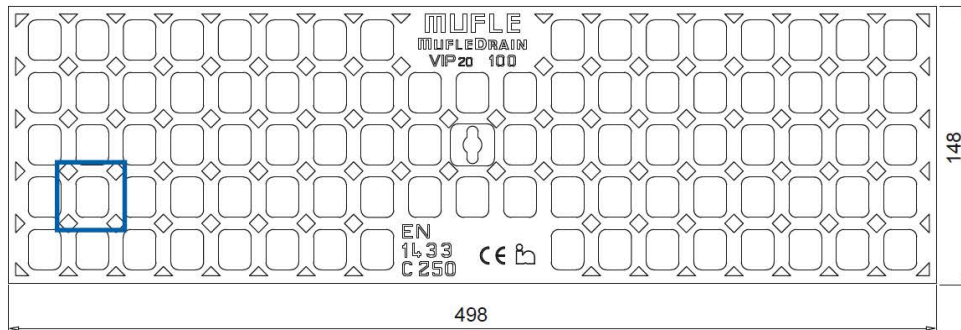 MUFLE
MUFLEDRAIN
VIP20 100
148
EN
1433
C250
CE
498